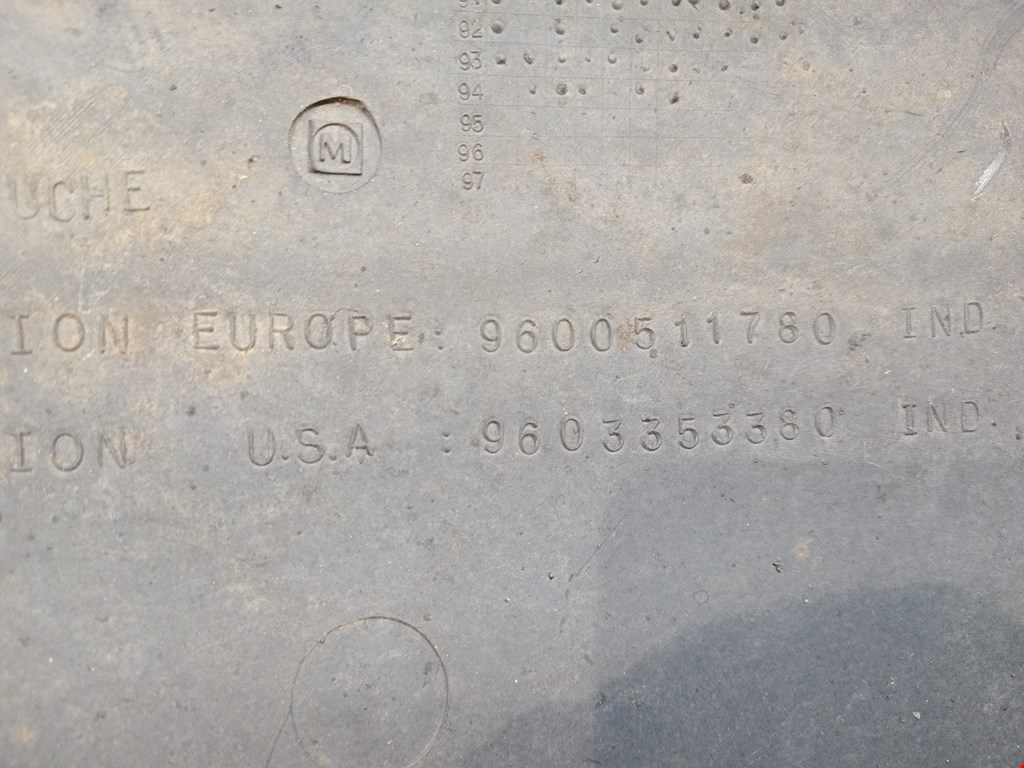 92
93
94
95
96
97
M
UCHE
ION EUROPE: 9600511780 IND.
ION U.S.A : 9603353380 IND.